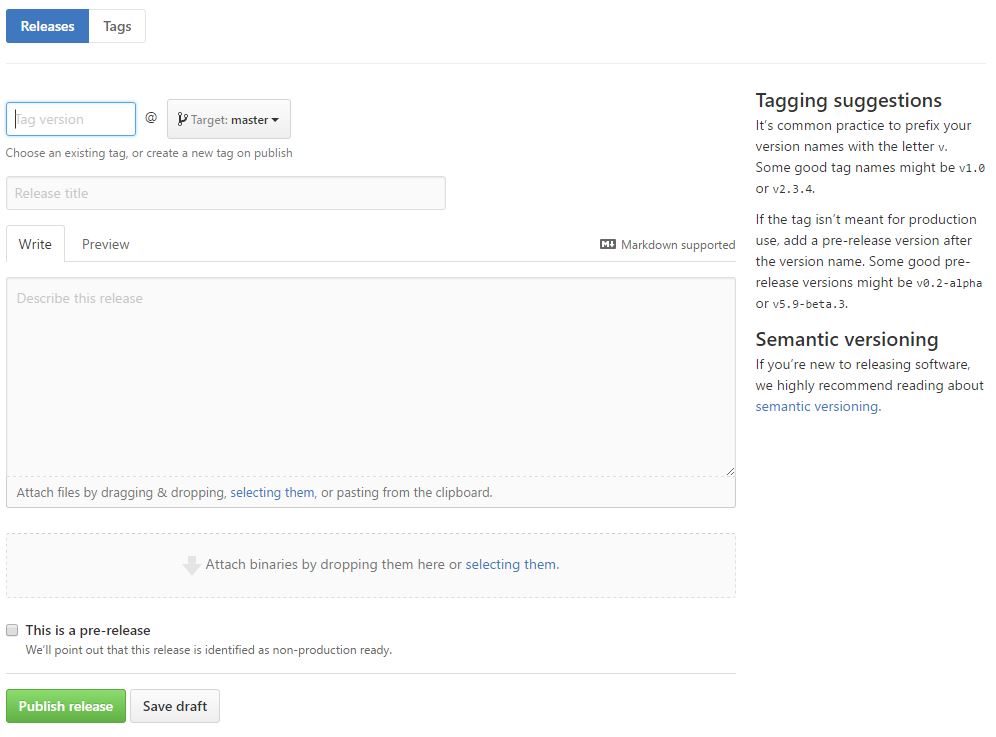 Releases Tags
Tag version @ Target: master
Choose an existing tag, or create a new tag on publish
Release title
Write Preview Markdown supported
Describe this release
Attach files by dragging & dropping, selecting them, or pasting from the clipboard.
Attach binaries by dropping them here or selecting them.
This is a pre-release
We’ll point out that this release is identified as non-production ready.
Publish release Save draft
Tagging suggestions
It’s common practice to prefix your
version names with the letter v.
Some good tag names might be v1.0
or v2.3.4.
If the tag isn’t meant for production
use, add a pre-release version after
the version name. Some good pre-
release versions might be v0.2-alpha
or v5.9-beta.3.
Semantic versioning
If you’re new to releasing software,
we highly recommend reading about
semantic versioning.